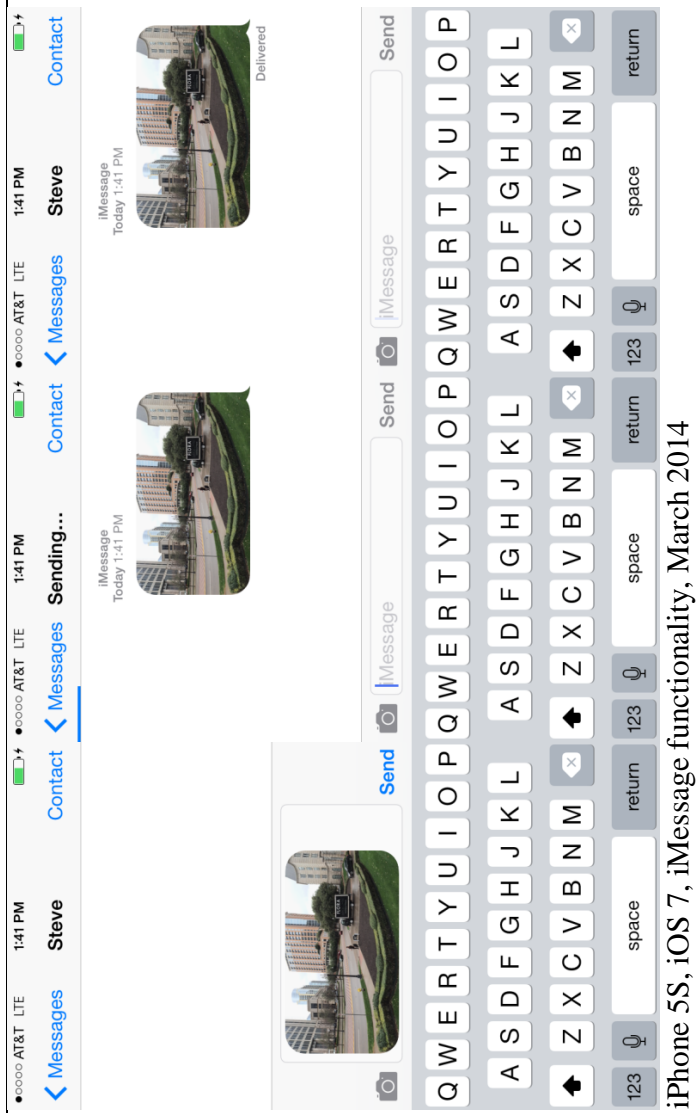 AT&T LTE 1:41 PM
Messages Steve Contact
Send
Q W E R T Y U I O P
A S D F G H J K L
Z X C V B N M
123 space return
AT&T LTE 1:41 PM
Messages Sending... Contact
iMessage
Today 1:41 PM
iMessage Send
Q W E R T Y U I O P
A S D F G H J K L
Z X C V B N M
123 space return
AT&T LTE 1:41 PM
Messages Steve Contact
iMessage
Today 1:41 PM
Delivered
iMessage Send
Q W E R T Y U I O P
A S D F G H J K L
Z X C V B N M
123 space return
iPhone 5S, iOS 7, iMessage functionality, March 2014